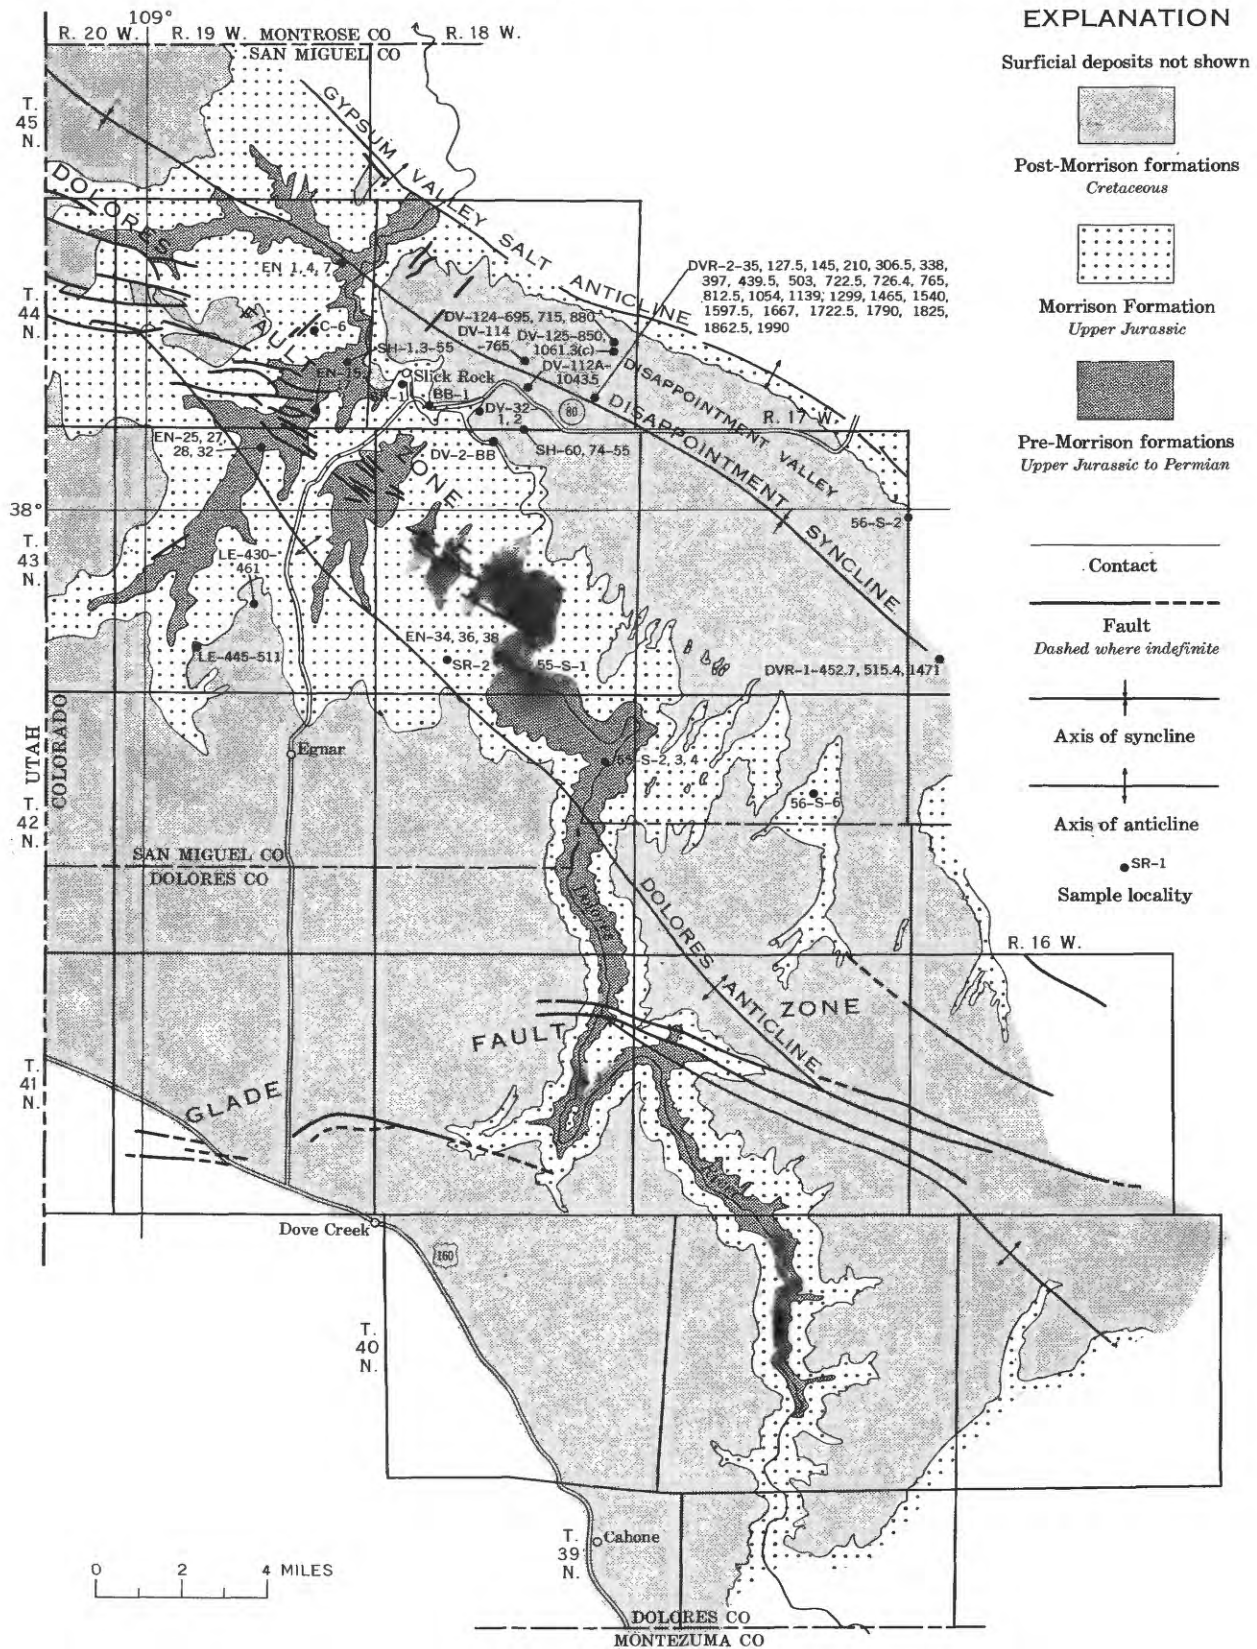 EXPLANATION
Surficial deposits not shown
Post-Morrison formations
Cretaceous
Morrison Formation
Upper Jurassic
Pre-Morrison formations
Upper Jurassic to Permian
Contact
Fault
Dashed where indefinite
Axis of syncline
Axis of anticline
SR-1
Sample locality
109°
R. 20 W.
R. 19 W.
MONTROSE CO
R. 18 W.
SAN MIGUEL CO
T.
45
N.
GYPSUM VALLEY SALT ANTICLINE
DOLORES
FAULT
ZONE
EN 1, 4, 7
T.
44
N.
C-6
DVR-2-35, 127.5, 145, 210, 306.5, 338,
397, 439.5, 503, 722.5, 726.4, 765,
812.5, 1054, 1139, 1299, 1465, 1540,
1597.5, 1667, 1722.5, 1790, 1825,
1862.5, 1990
DV-124-695, 715, 880
DV-114
-765
DV-125-850,
1061.3(c)
DV-112A-
1043.5
SH-1,3-55
Slick Rock
BB-1
80
DV-32
1, 2
DISAPPOINTMENT VALLEY
DISAPPOINTMENT SYNCLINE
R. 17 W.
EN-25, 27,
28, 32
DV-2-BB
SH-60, 74-55
38°
56-S-2
T.
43
N.
LE-430-
461
LE-445-511
EN-34, 36, 38
SR-2
55-S-1
DVR-1-452.7, 515.4, 1471
UTAH
COLORADO
Egnar
55-S-2, 3, 4
56-S-6
T.
42
N.
SAN MIGUEL CO
DOLORES CO
Dolores
DOLORES ANTICLINE
R. 16 W.
GLADE
FAULT
ZONE
T.
41
N.
River
Dove Creek
160
T.
40
N.
T.
39
N.
Cahone
0 2 4 MILES
DOLORES CO
MONTEZUMA CO